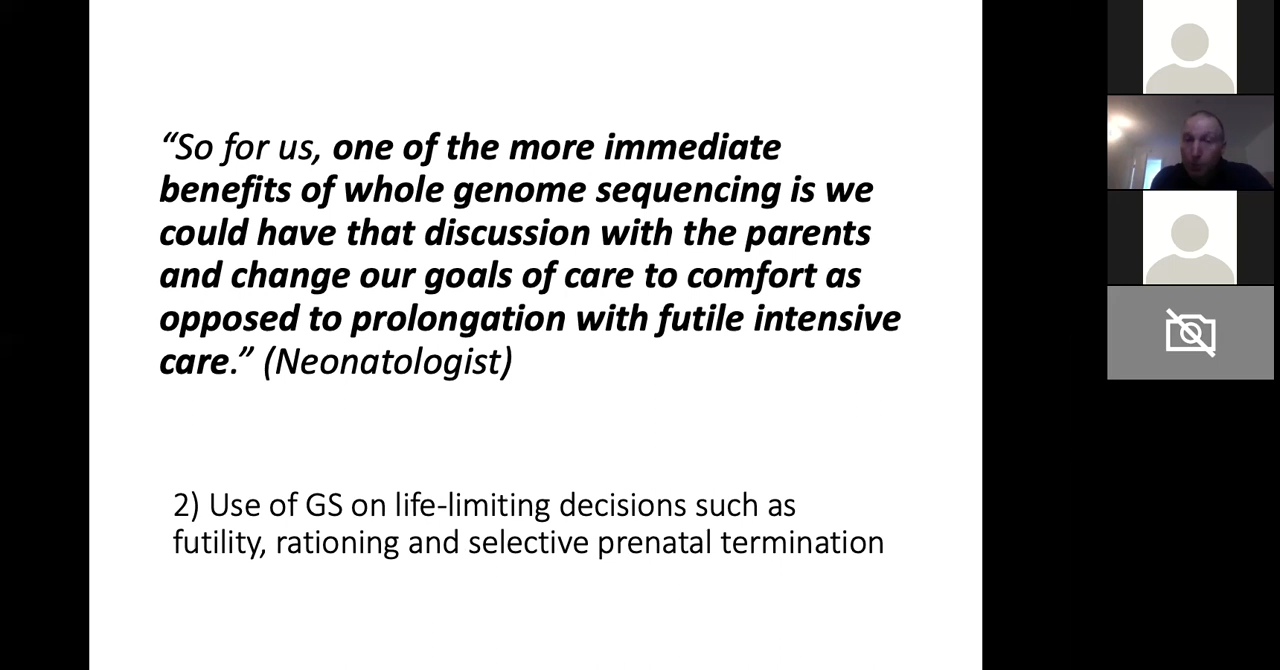 “So for us, one of the more immediate
benefits of whole genome sequencing is we
could have that discussion with the parents
and change our goals of care to comfort as
opposed to prolongation with futile intensive
care.” (Neonatologist)
2) Use of GS on life-limiting decisions such as
futility, rationing and selective prenatal termination